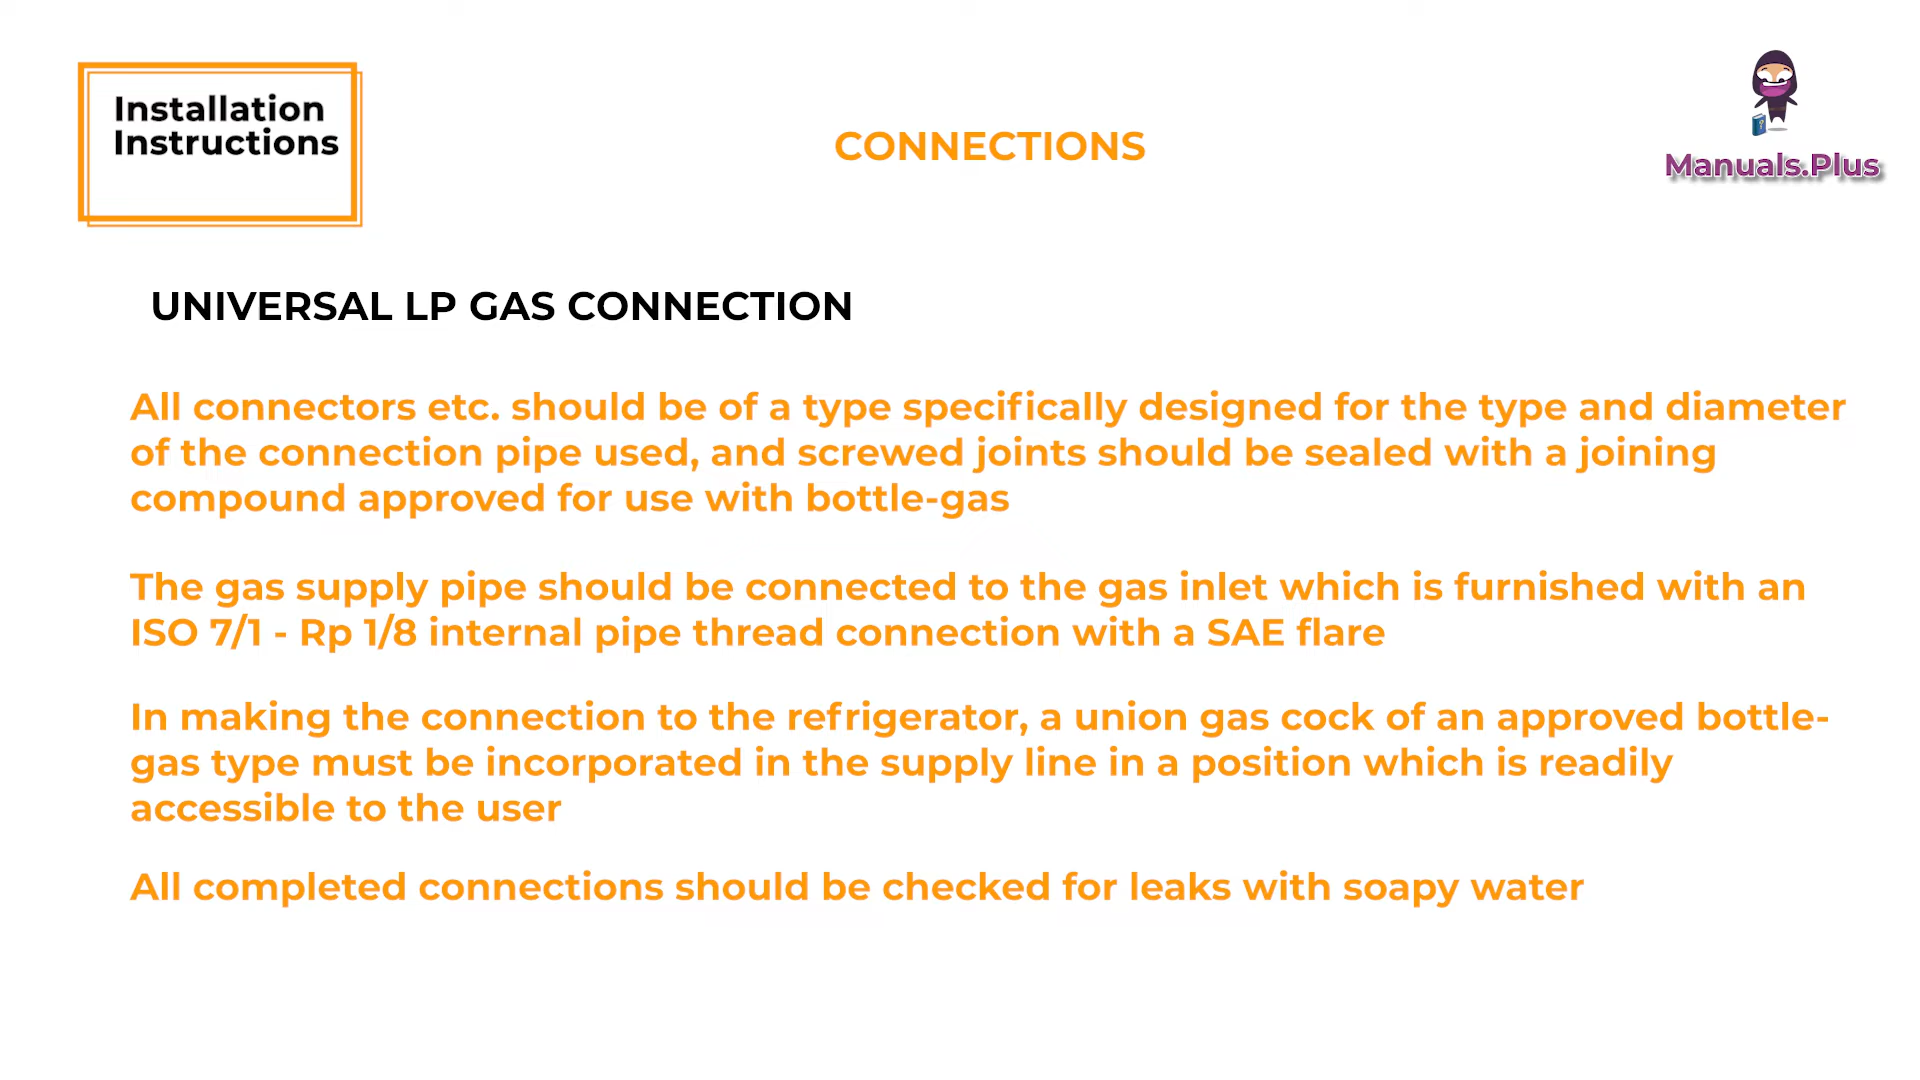 Installation
Instructions
CONNECTIONS
Manuals.Plus
UNIVERSAL LP GAS CONNECTION
All connectors etc. should be of a type specifically designed for the type and diameter
of the connection pipe used, and screwed joints should be sealed with a joining
compound approved for use with bottle-gas
The gas supply pipe should be connected to the gas inlet which is furnished with an
ISO 7/1 - Rp 1/8 internal pipe thread connection with a SAE flare
In making the connection to the refrigerator, a union gas cock of an approved bottle-
gas type must be incorporated in the supply line in a position which is readily
accessible to the user
All completed connections should be checked for leaks with soapy water